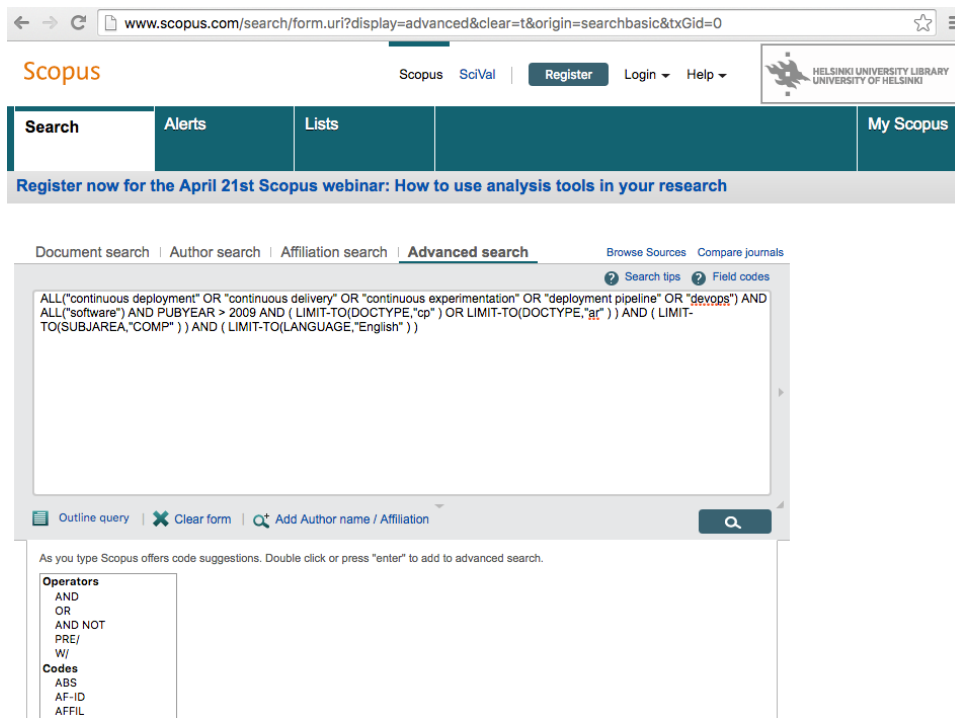 www.scopus.com/search/form.uri?display=advanced&clear=t&origin=searchbasic&txGid=0
Scopus
Scopus SciVal Register Login Help
HELSINKI UNIVERSITY LIBRARY
UNIVERSITY OF HELSINKI
Search Alerts Lists My Scopus
Register now for the April 21st Scopus webinar: How to use analysis tools in your research
Document search Author search Affiliation search Advanced search Browse Sources Compare journals
Search tips Field codes
ALL("continuous deployment" OR "continuous delivery" OR "continuous experimentation" OR "deployment pipeline" OR "devops") AND
ALL("software") AND PUBYEAR > 2009 AND ( LIMIT-TO(DOCTYPE,"cp" ) OR LIMIT-TO(DOCTYPE,"ar" ) ) AND ( LIMIT-
TO(SUBJAREA,"COMP" ) ) AND ( LIMIT-TO(LANGUAGE,"English" ) )
Outline query Clear form Add Author name / Affiliation
As you type Scopus offers code suggestions. Double click or press "enter" to add to advanced search.
Operators
AND
OR
AND NOT
PRE/
W/
Codes
ABS
AF-ID
AFFIL